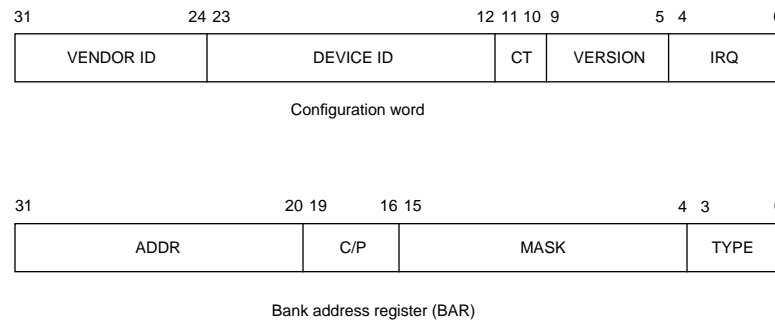 31 24 23 12 11 10 9 5 4
VENDOR ID DEVICE ID CT VERSION IRQ
Configuration word
31 20 19 16 15 4 3
ADDR C/P MASK TYPE
Bank address register (BAR)